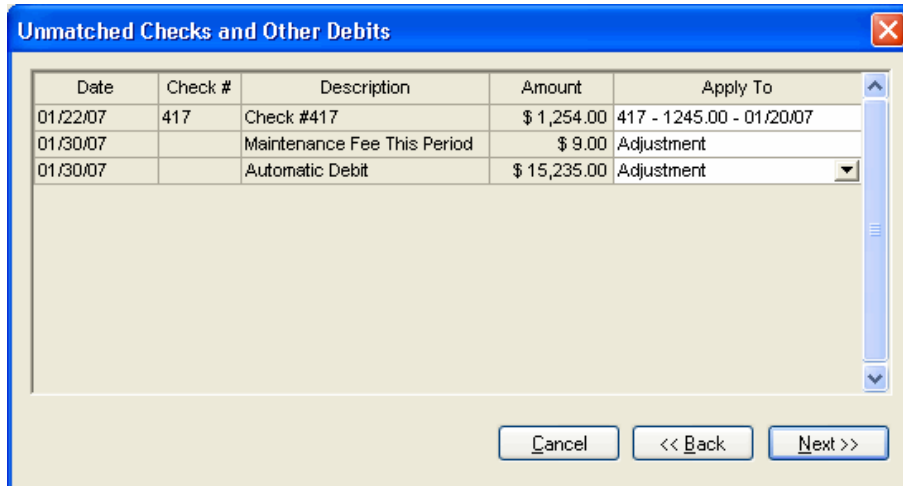 Unmatched Checks and Other Debits
Date Check # Description Amount Apply To
01/22/07 417 Check #417 $ 1,254.00 417 - 1245.00 - 01/20/07
01/30/07 Maintenance Fee This Period $ 9.00 Adjustment
01/30/07 Automatic Debit $ 15,235.00 Adjustment
Cancel << Back Next >>